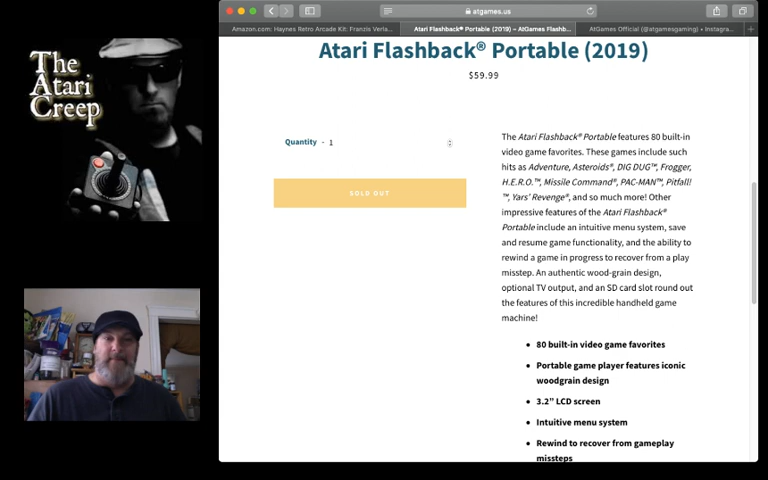 The
Atari
Creep
atgames.us
Amazon.com: Haynes Retro Arcade Kit: Franzis Verla...
Atari Flashback® Portable (2019) – AtGames Flashb...
AtGames Official (@atgamesgaming) • Instagra...
Atari Flashback® Portable (2019)
$59.99
Quantity - 1
SOLD OUT
The Atari Flashback® Portable features 80 built-in
video game favorites. These games include such
hits as Adventure, Asteroids®, DIG DUG™, Frogger,
H.E.R.O.™, Missile Command®, PAC-MAN™, Pitfall!
™, Yars' Revenge®, and so much more! Other
impressive features of the Atari Flashback®
Portable include an intuitive menu system, save
and resume game functionality, and the ability to
rewind a game in progress to recover from a play
misstep. An authentic wood-grain design,
optional TV output, and an SD card slot round out
the features of this incredible handheld game
machine!
• 80 built-in video game favorites
• Portable game player features iconic
woodgrain design
• 3.2" LCD screen
• Intuitive menu system
• Rewind to recover from gameplay
missteps